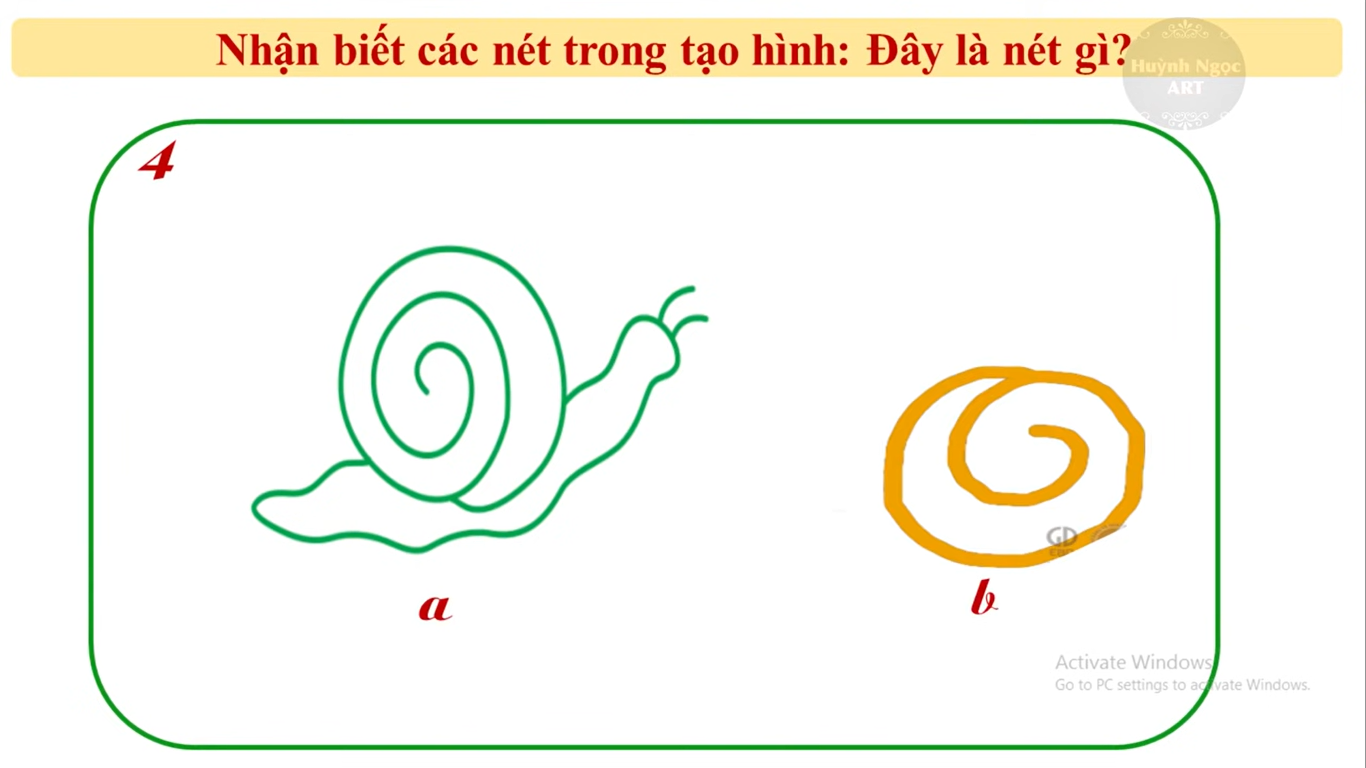 Nhận biết các nét trong tạo hình: Đây là nét gì?
Huỳnh Ngọc
ART
4
a
b
GD
Activate Windows
Go to PC settings to activate Windows.